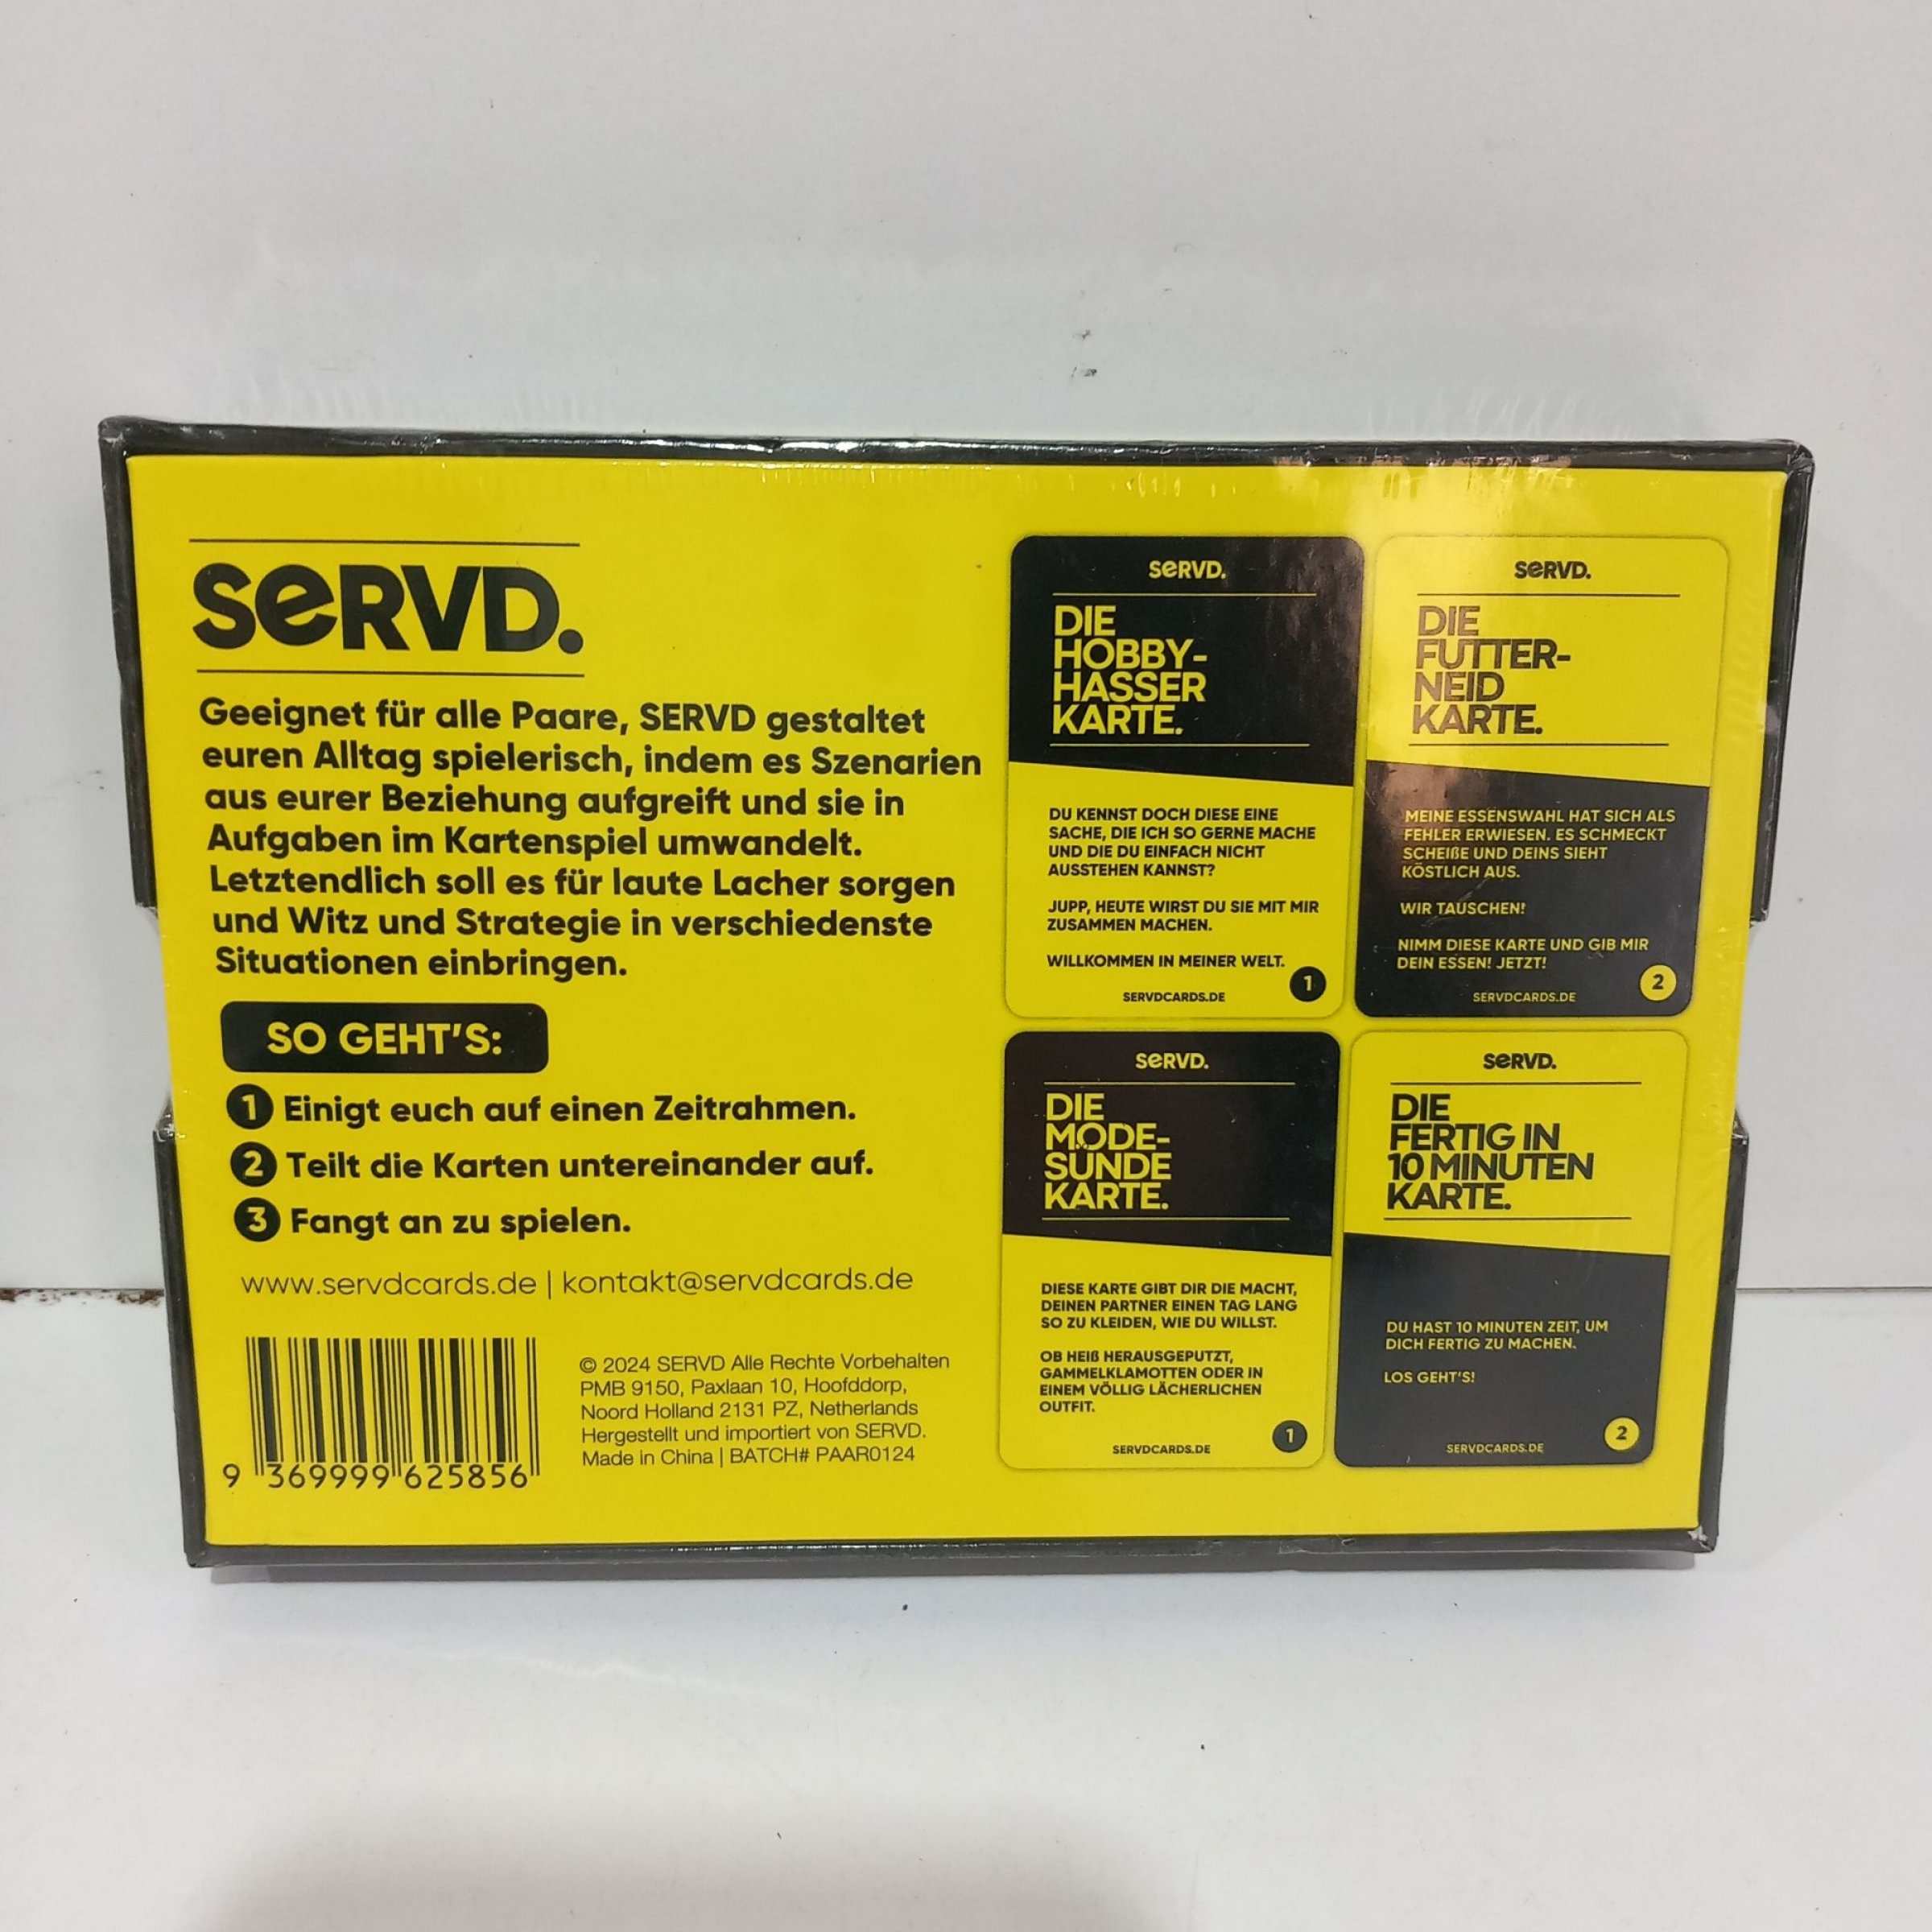 SERVD.
Geeignet für alle Paare, SERVD gestaltet
euren Alltag spielerisch, indem es Szenarien
aus eurer Beziehung aufgreift und sie in
Aufgaben im Kartenspiel umwandelt.
Letztendlich soll es für laute Lacher sorgen
und Witz und Strategie in verschiedenste
Situationen einbringen.
SO GEHT'S:
1 Einigt euch auf einen Zeitrahmen.
2 Teilt die Karten untereinander auf.
3 Fangt an zu spielen.
www.servdcards.de | kontakt@servdcards.de
9 369999 625856
© 2024 SERVD Alle Rechte Vorbehalten
PMB 9150, Paxlaan 10, Hoofddorp,
Noord Holland 2131 PZ, Netherlands
Hergestellt und importiert von SERVD.
Made in China | BATCH# PAAR0124
SERVD.
DIE
HOBBY-
HASSER
KARTE.
DU KENNST DOCH DIESE EINE
SACHE, DIE ICH SO GERNE MACHE
UND DIE DU EINFACH NICHT
AUSSTEHEN KANNST?
JUPP, HEUTE WIRST DU SIE MIT MIR
ZUSAMMEN MACHEN.
WILLKOMMEN IN MEINER WELT.
1
SERVDCARDS.DE
SERVD.
DIE
FUTTER-
NEID
KARTE.
MEINE ESSENSWAHL HAT SICH ALS
FEHLER ERWIESEN. ES SCHMECKT
SCHEIßE UND DEINS SIEHT
KÖSTLICH AUS.
WIR TAUSCHEN!
NIMM DIESE KARTE UND GIB MIR
DEIN ESSEN! JETZT!
2
SERVDCARDS.DE
SERVD.
DIE
MODE-
SÜNDE
KARTE.
DIESE KARTE GIBT DIR DIE MACHT,
DEINEN PARTNER EINEN TAG LANG
SO ZU KLEIDEN, WIE DU WILLST.
OB HEIß HERAUSGEPUTZT,
GAMMELKLAMOTTEN ODER IN
EINEM VÖLLIG LÄCHERLICHEN
OUTFIT.
1
SERVDCARDS.DE
SERVD.
DIE
FERTIG IN
10 MINUTEN
KARTE.
DU HAST 10 MINUTEN ZEIT, UM
DICH FERTIG ZU MACHEN.
LOS GEHT'S!
2
SERVDCARDS.DE